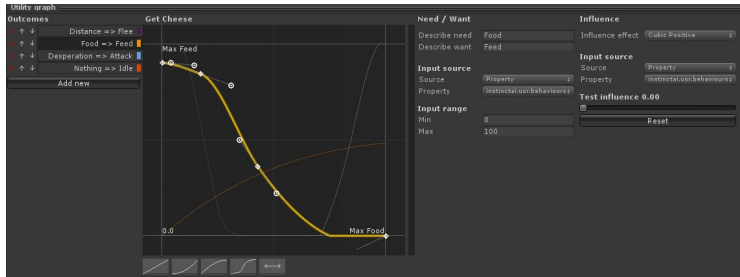 Utility graph
Outcomes
Distance => Flee
Food => Feed
Desperation => Attack
Nothing => Idle
Add new
Get Cheese
Max Feed
0.0
Max Food
Need / Want
Describe need Food
Describe want Feed
Input source
Source Property
Property instinctai.usr.behaviours
Input range
Min 0
Max 100
Influence
Influence effect Cubic Positive
Input source
Source Property
Property instinctai.usr.behaviours
Test influence 0.00
Reset